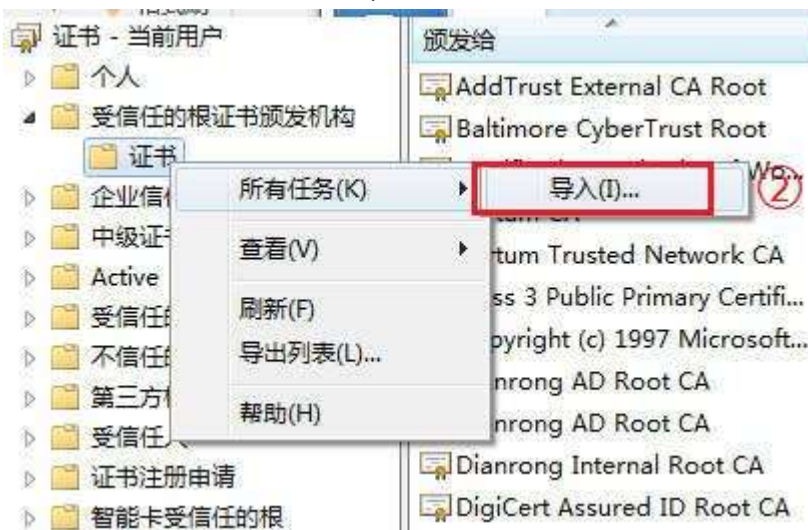 证书 - 当前用户
个人
受信任的根证书颁发机构
证书
企业信
中级证
Active
受信任的
不信任的
第三方
受信任人
证书注册申请
智能卡受信任的根
所有任务(K)
查看(V)
刷新(F)
导出列表(L)...
帮助(H)
导入(I)...
②
颁发给
AddTrust External CA Root
Baltimore CyberTrust Root
Wo...
tum Trusted Network CA
ss 3 Public Primary Certifi...
pyright (c) 1997 Microsoft...
nrong AD Root CA
nrong AD Root CA
Dianrong Internal Root CA
DigiCert Assured ID Root CA